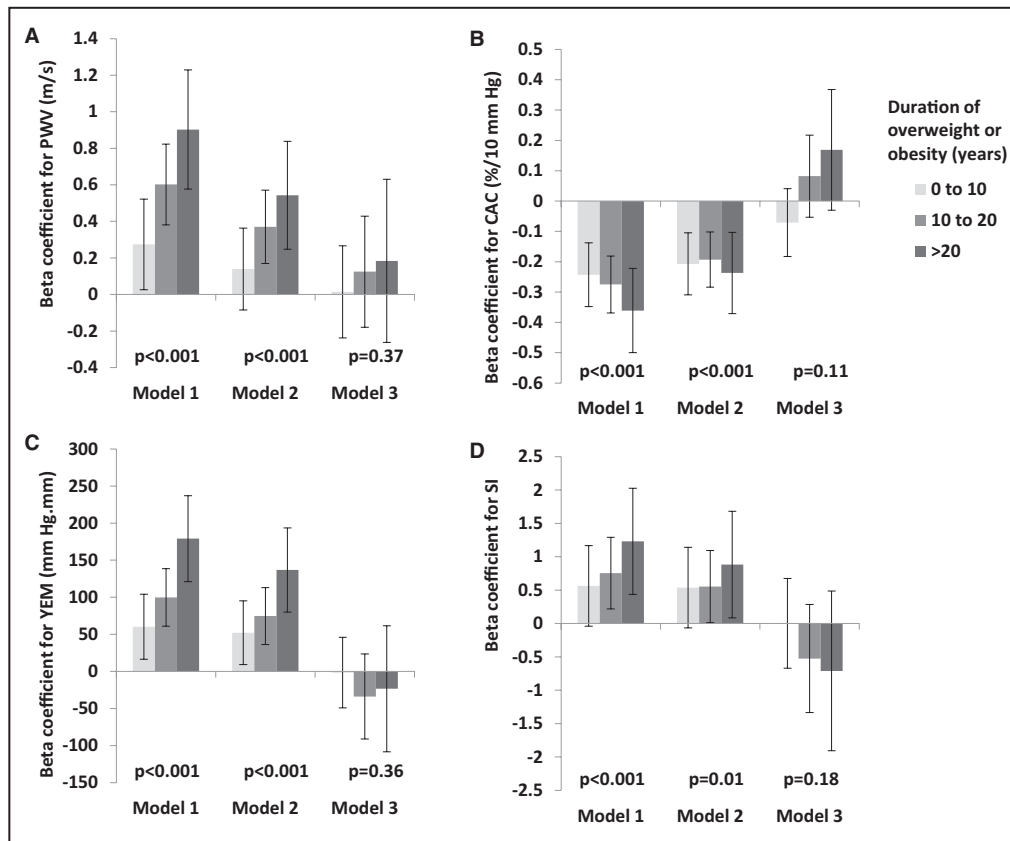 A
Beta coefficient for PWV (m/s)
1.4
1.2
1
0.8
0.6
0.4
0.2
0
-0.2
-0.4
p<0.001 p<0.001 p=0.37
Model 1 Model 2 Model 3
B
Beta coefficient for CAC (%/10 mm Hg)
0.5
0.4
0.3
0.2
0.1
0
-0.1
-0.2
-0.3
-0.4
-0.5
-0.6
p<0.001 p<0.001 p=0.11
Model 1 Model 2 Model 3
Duration of
overweight or
obesity (years)
0 to 10
10 to 20
>20
C
Beta coefficient for YEM (mm Hg.mm)
300
250
200
150
100
50
0
-50
-100
-150
p<0.001 p<0.001 p=0.36
Model 1 Model 2 Model 3
D
Beta coefficient for SI
2.5
2
1.5
1
0.5
0
-0.5
-1
-1.5
-2
-2.5
p<0.001 p=0.01 p=0.18
Model 1 Model 2 Model 3